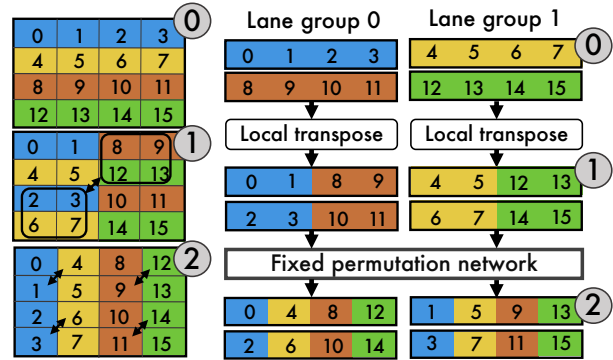 0 1 2 3
4 5 6 7
8 9 10 11
12 13 14 15
0
0 1 8 9
4 5 12 13
2 3 10 11
6 7 14 15
1
0 4 8 12
1 5 9 13
2 6 10 14
3 7 11 15
2
Lane group 0
0 1 2 3
8 9 10 11
Lane group 1
4 5 6 7
12 13 14 15
0
Local transpose
Local transpose
0 1 8 9
2 3 10 11
4 5 12 13
6 7 14 15
1
Fixed permutation network
0 4 8 12
2 6 10 14
1 5 9 13
3 7 11 15
2